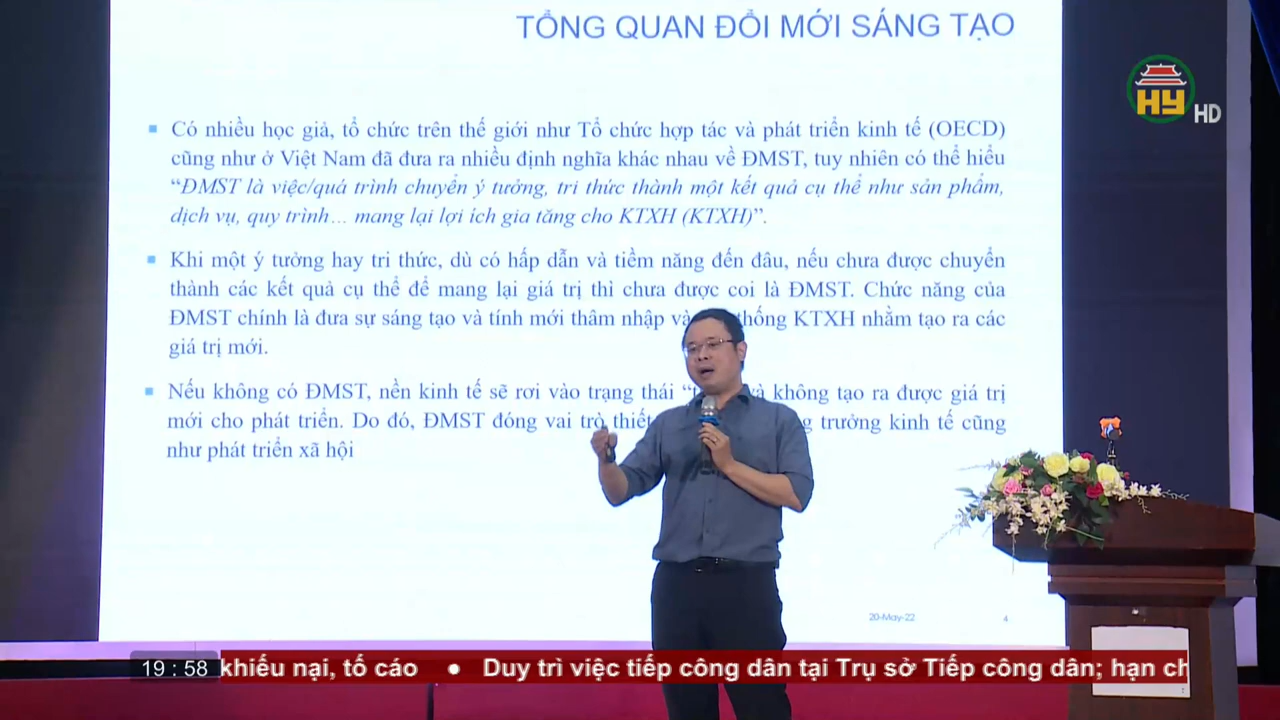 TỔNG QUAN ĐỔI MỚI SÁNG TẠO
HY HD
Có nhiều học giả, tổ chức trên thế giới như Tổ chức hợp tác và phát triển kinh tế (OECD)
cũng như ở Việt Nam đã đưa ra nhiều định nghĩa khác nhau về ĐMST, tuy nhiên có thể hiểu
“ĐMST là việc/quá trình chuyển ý tưởng, tri thức thành một kết quả cụ thể như sản phẩm,
dịch vụ, quy trình… mang lại lợi ích gia tăng cho KTXH (KTXH)”.
Khi một ý tưởng hay tri thức, dù có hấp dẫn và tiềm năng đến đâu, nếu chưa được chuyển
thành các kết quả cụ thể để mang lại giá trị thì chưa được coi là ĐMST. Chức năng của
ĐMST chính là đưa sự sáng tạo và tính mới thâm nhập thống KTXH nhằm tạo ra các
giá trị mới.
Nếu không có ĐMST, nền kinh tế sẽ rơi vào trạng thái và không tạo ra được giá trị
mới cho phát triển. Do đó, ĐMST đóng vai trò thiết trưởng kinh tế cũng
như phát triển xã hội
20-May-22 4
19 : 58 khiếu nại, tố cáo • Duy trì việc tiếp công dân tại Trụ sở Tiếp công dân; hạn ch